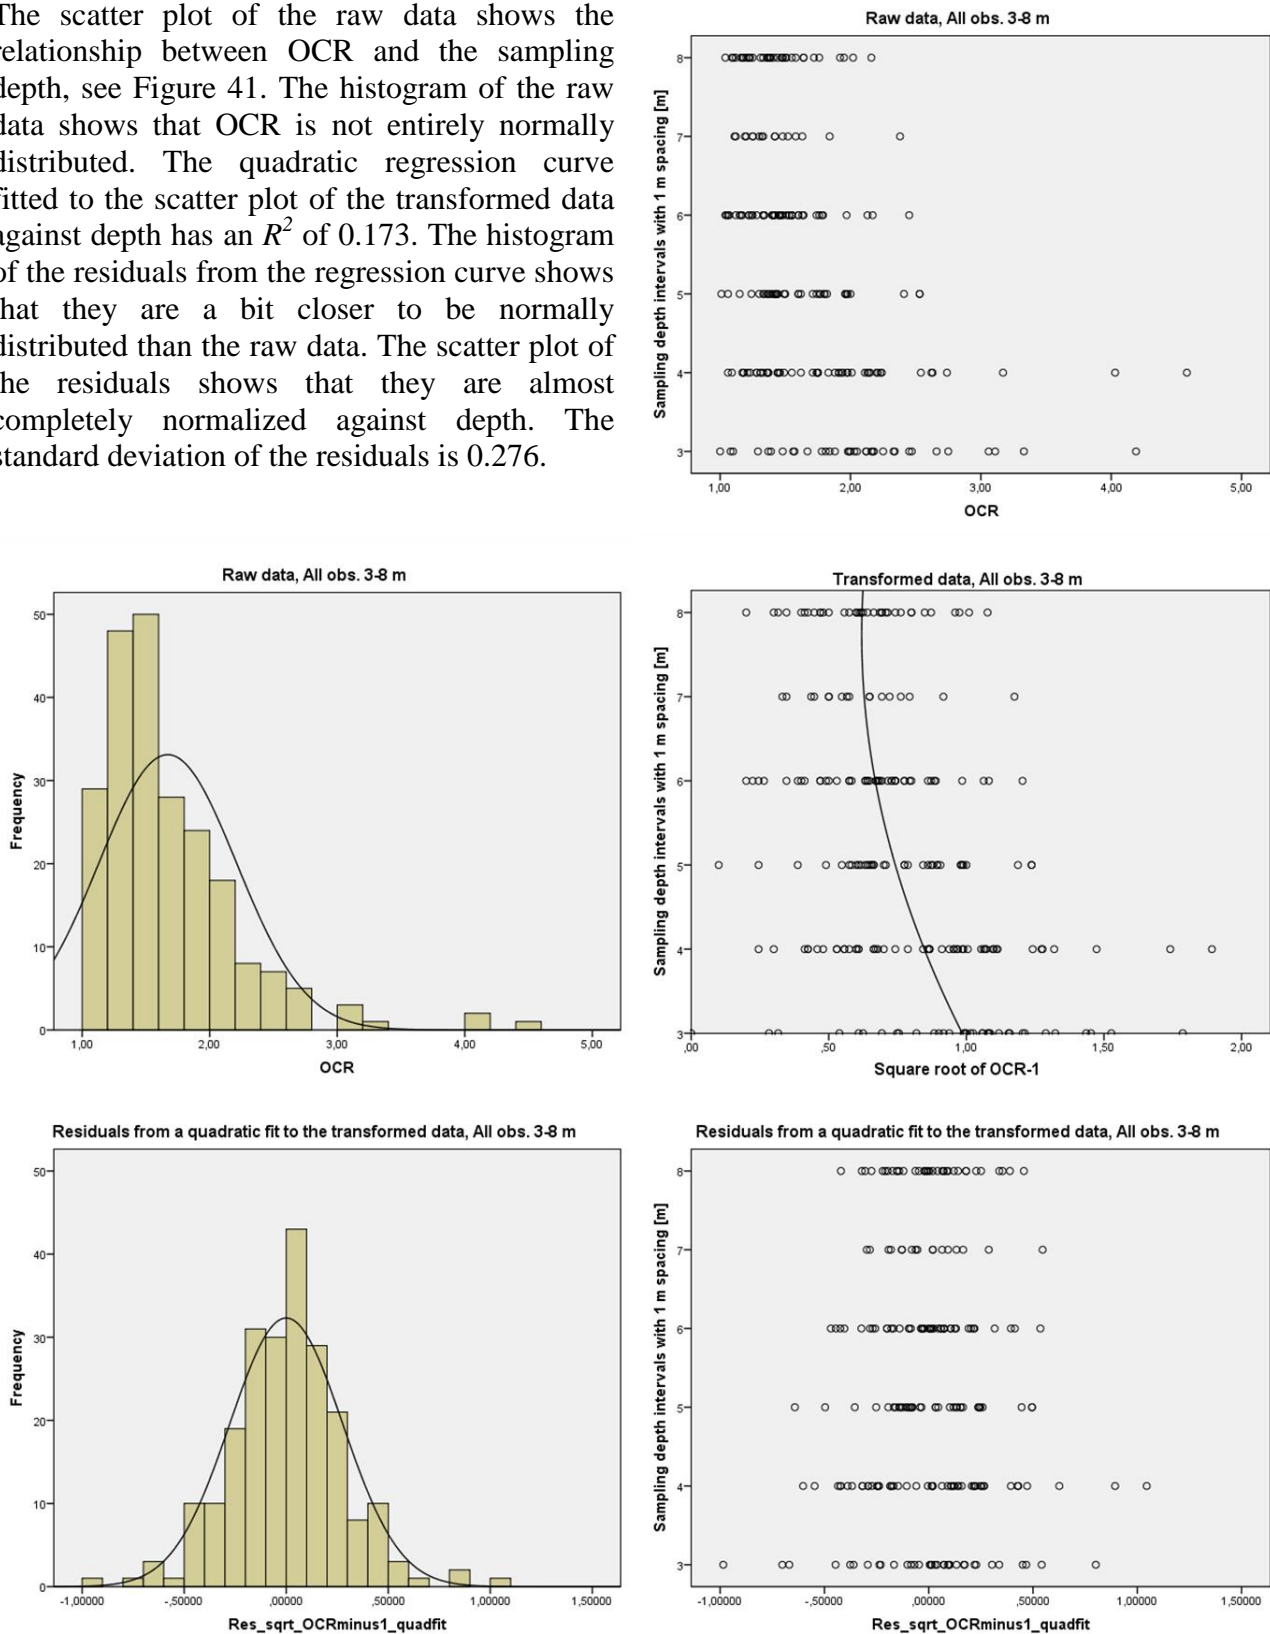 The scatter plot of the raw data shows the
relationship between OCR and the sampling
depth, see Figure 41. The histogram of the raw
data shows that OCR is not entirely normally
distributed. The quadratic regression curve
fitted to the scatter plot of the transformed data
against depth has an R² of 0.173. The histogram
of the residuals from the regression curve shows
that they are a bit closer to be normally
distributed than the raw data. The scatter plot of
the residuals shows that they are almost
completely normalized against depth. The
standard deviation of the residuals is 0.276.
Raw data, All obs. 3-8 m
Sampling depth intervals with 1 m spacing [m]
8
7
6
5
4
3
1,00 2,00 3,00 4,00 5,00
OCR
Raw data, All obs. 3-8 m
Frequency
50
40
30
20
10
0
1,00 2,00 3,00 4,00 5,00
OCR
Transformed data, All obs. 3-8 m
Sampling depth intervals with 1 m spacing [m]
8
7
6
5
4
3
,00 ,50 1,00 1,50 2,00
Square root of OCR-1
Residuals from a quadratic fit to the transformed data, All obs. 3-8 m
Frequency
50
40
30
20
10
0
-1,00000 -,50000 ,00000 ,50000 1,00000 1,50000
Res_sqrt_OCRminus1_quadfit
Residuals from a quadratic fit to the transformed data, All obs. 3-8 m
Sampling depth intervals with 1 m spacing [m]
8
7
6
5
4
3
-1,00000 -,50000 ,00000 ,50000 1,00000 1,50000
Res_sqrt_OCRminus1_quadfit